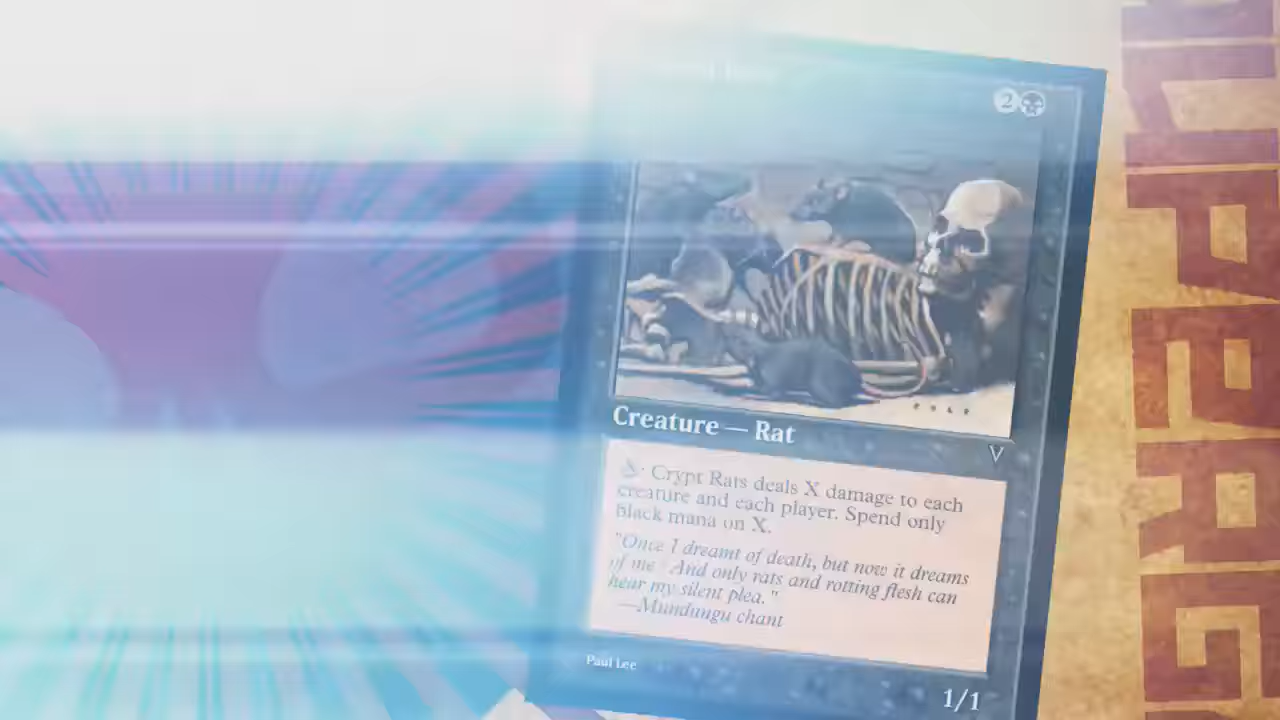 2
Creature — Rat
V
X: Crypt Rats deals X damage to each
creature and each player. Spend only
black mana on X.
"Once I dreamt of death, but now it dreams
of me. And only rats and rotting flesh can
hear my silent plea."
—Mundungu chant
Paul Lee
1/1